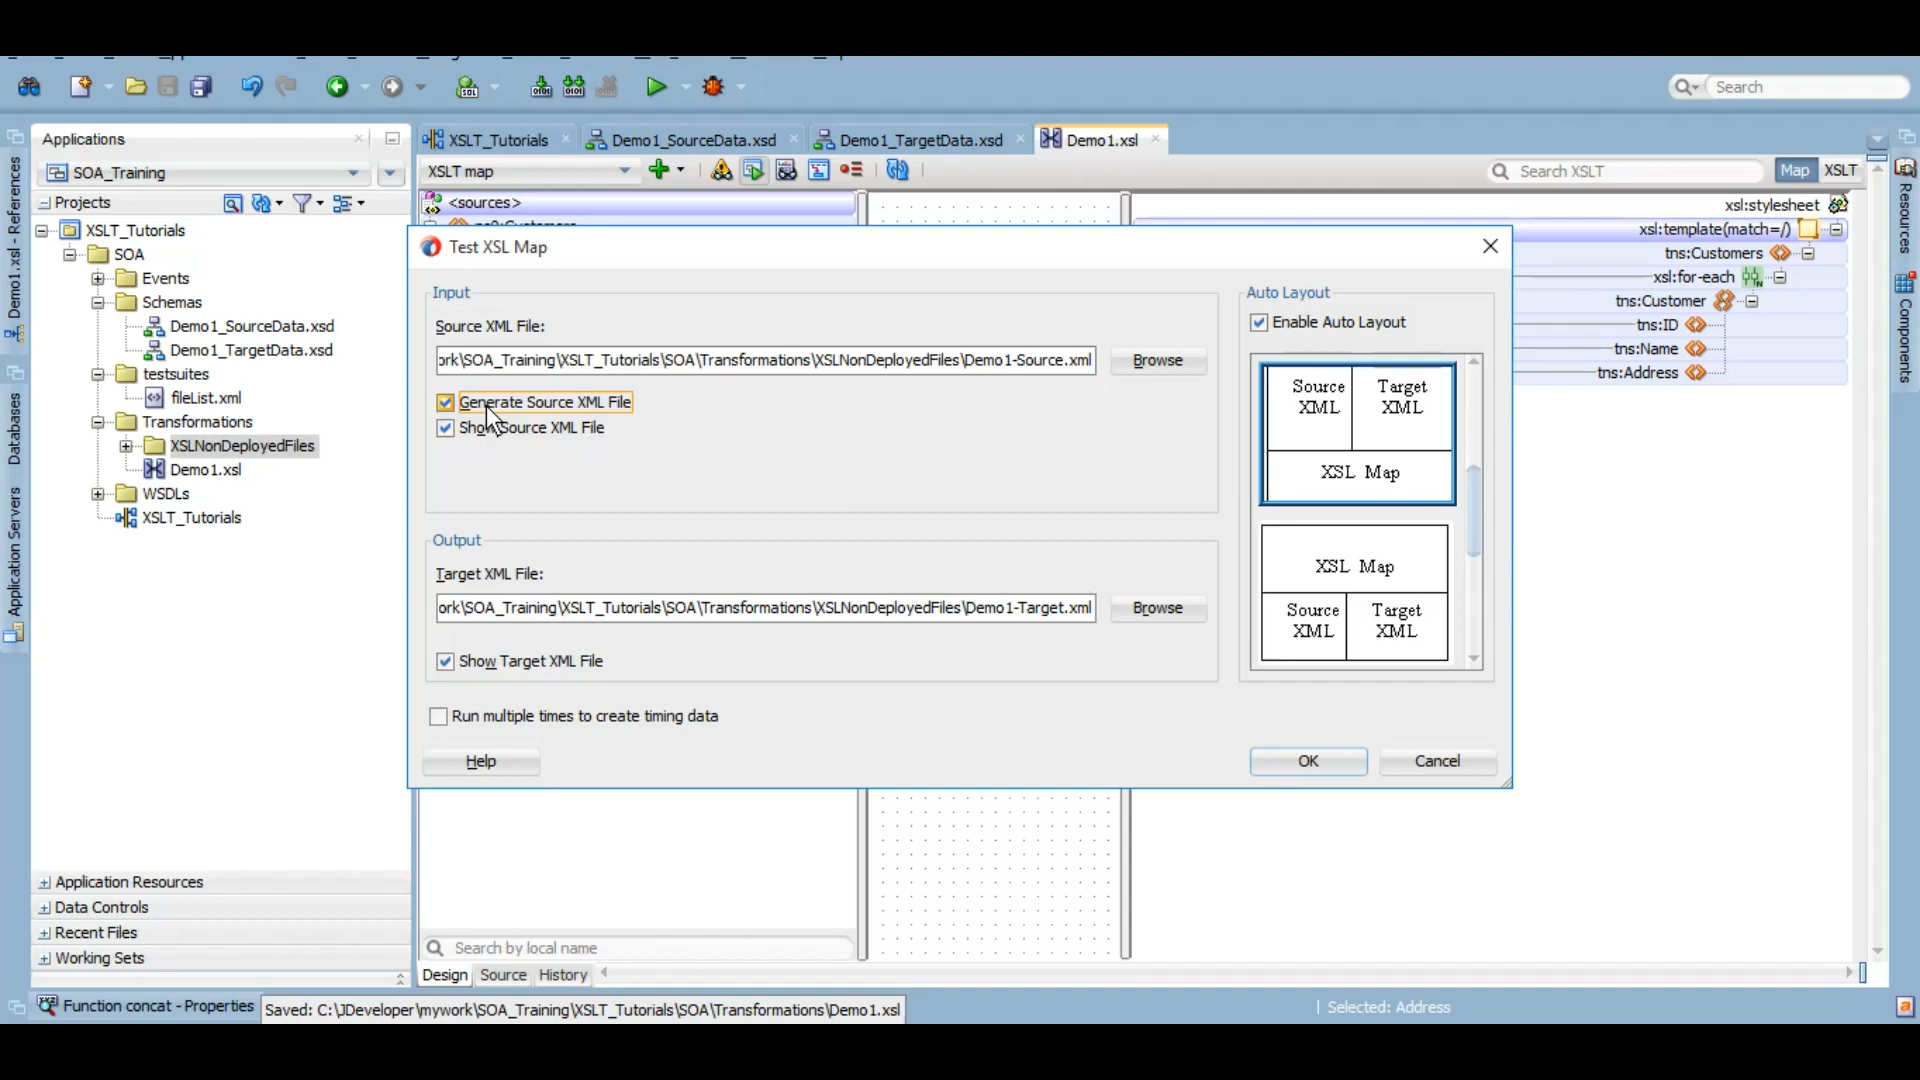 Search
Applications
XSLT_Tutorials
Demo1_SourceData.xsd
Demo1_TargetData.xsd
Demo1.xsl
SOA_Training
XSLT map
Search XSLT
Map
XSLT
Projects
<sources>
xsl:stylesheet
XSLT_Tutorials
SOA
Events
Schemas
Demo1_SourceData.xsd
Demo1_TargetData.xsd
testsuites
fileList.xml
Transformations
XSLNonDeployedFiles
Demo1.xsl
WSDLs
XSLT_Tutorials
xsl:template(match=/)
tns:Customers
xsl:for-each
tns:Customer
tns:ID
tns:Name
tns:Address
Test XSL Map
Input
Source XML File:
ork\SOA_Training\XSLT_Tutorials\SOA\Transformations\XSLNonDeployedFiles\Demo1-Source.xml
Browse
Generate Source XML File
Show Source XML File
Output
Target XML File:
ork\SOA_Training\XSLT_Tutorials\SOA\Transformations\XSLNonDeployedFiles\Demo1-Target.xml
Browse
Show Target XML File
Run multiple times to create timing data
Help
OK
Cancel
Auto Layout
Enable Auto Layout
Source XML
Target XML
XSL Map
XSL Map
Source XML
Target XML
Application Resources
Data Controls
Recent Files
Working Sets
Search by local name
Design
Source
History
Function concat - Properties
Saved: C:\JDeveloper\mywork\SOA_Training\XSLT_Tutorials\SOA\Transformations\Demo1.xsl
Selected: Address
Demo1.xsl - References
Databases
Application Servers
Resources
Components